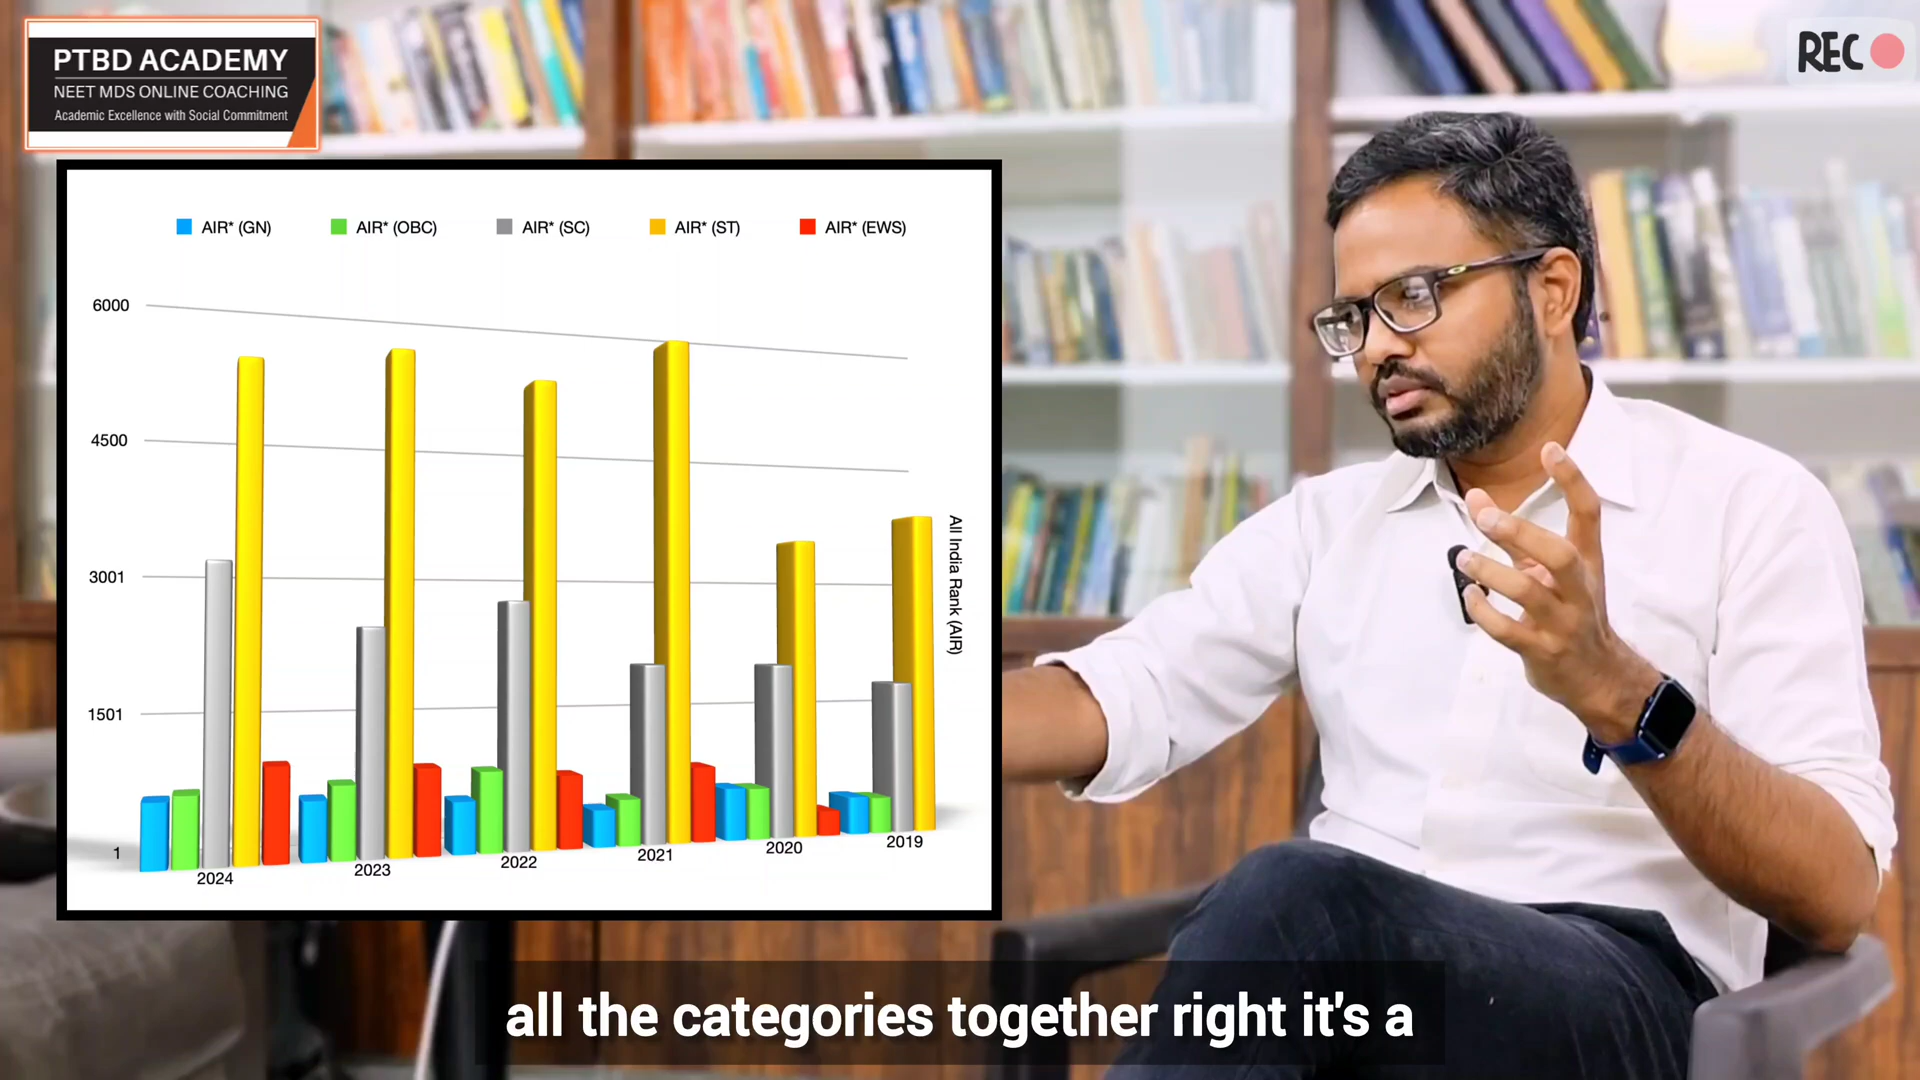 PTBD ACADEMY
NEET MDS ONLINE COACHING
Academic Excellence with Social Commitment
REC
AIR* (GN) AIR* (OBC) AIR* (SC) AIR* (ST) AIR* (EWS)
6000
4500
3001
1501
1
2024 2023 2022 2021 2020 2019
All India Rank (AIR)
all the categories together right it's a